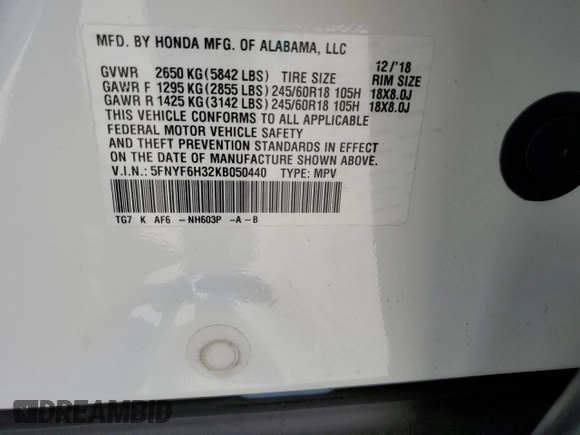 MFD. BY HONDA MFG. OF ALABAMA, LLC
12/'18
GVWR 2650 KG(5842 LBS) TIRE SIZE RIM SIZE
GAWR F 1295 KG(2855 LBS) 245/60R18 105H 18X8.0J
GAWR R 1425 KG(3142 LBS) 245/60R18 105H 18X8.0J
THIS VEHICLE CONFORMS TO ALL APPLICABLE
FEDERAL MOTOR VEHICLE SAFETY
AND THEFT PREVENTION STANDARDS IN EFFECT
ON THE DATE OF MANUFACTURE SHOWN ABOVE.
V.I.N.: 5FNYF6H32KB050440 TYPE: MPV
TG7 K AF6 -NH603P -A-B
DREAMBID